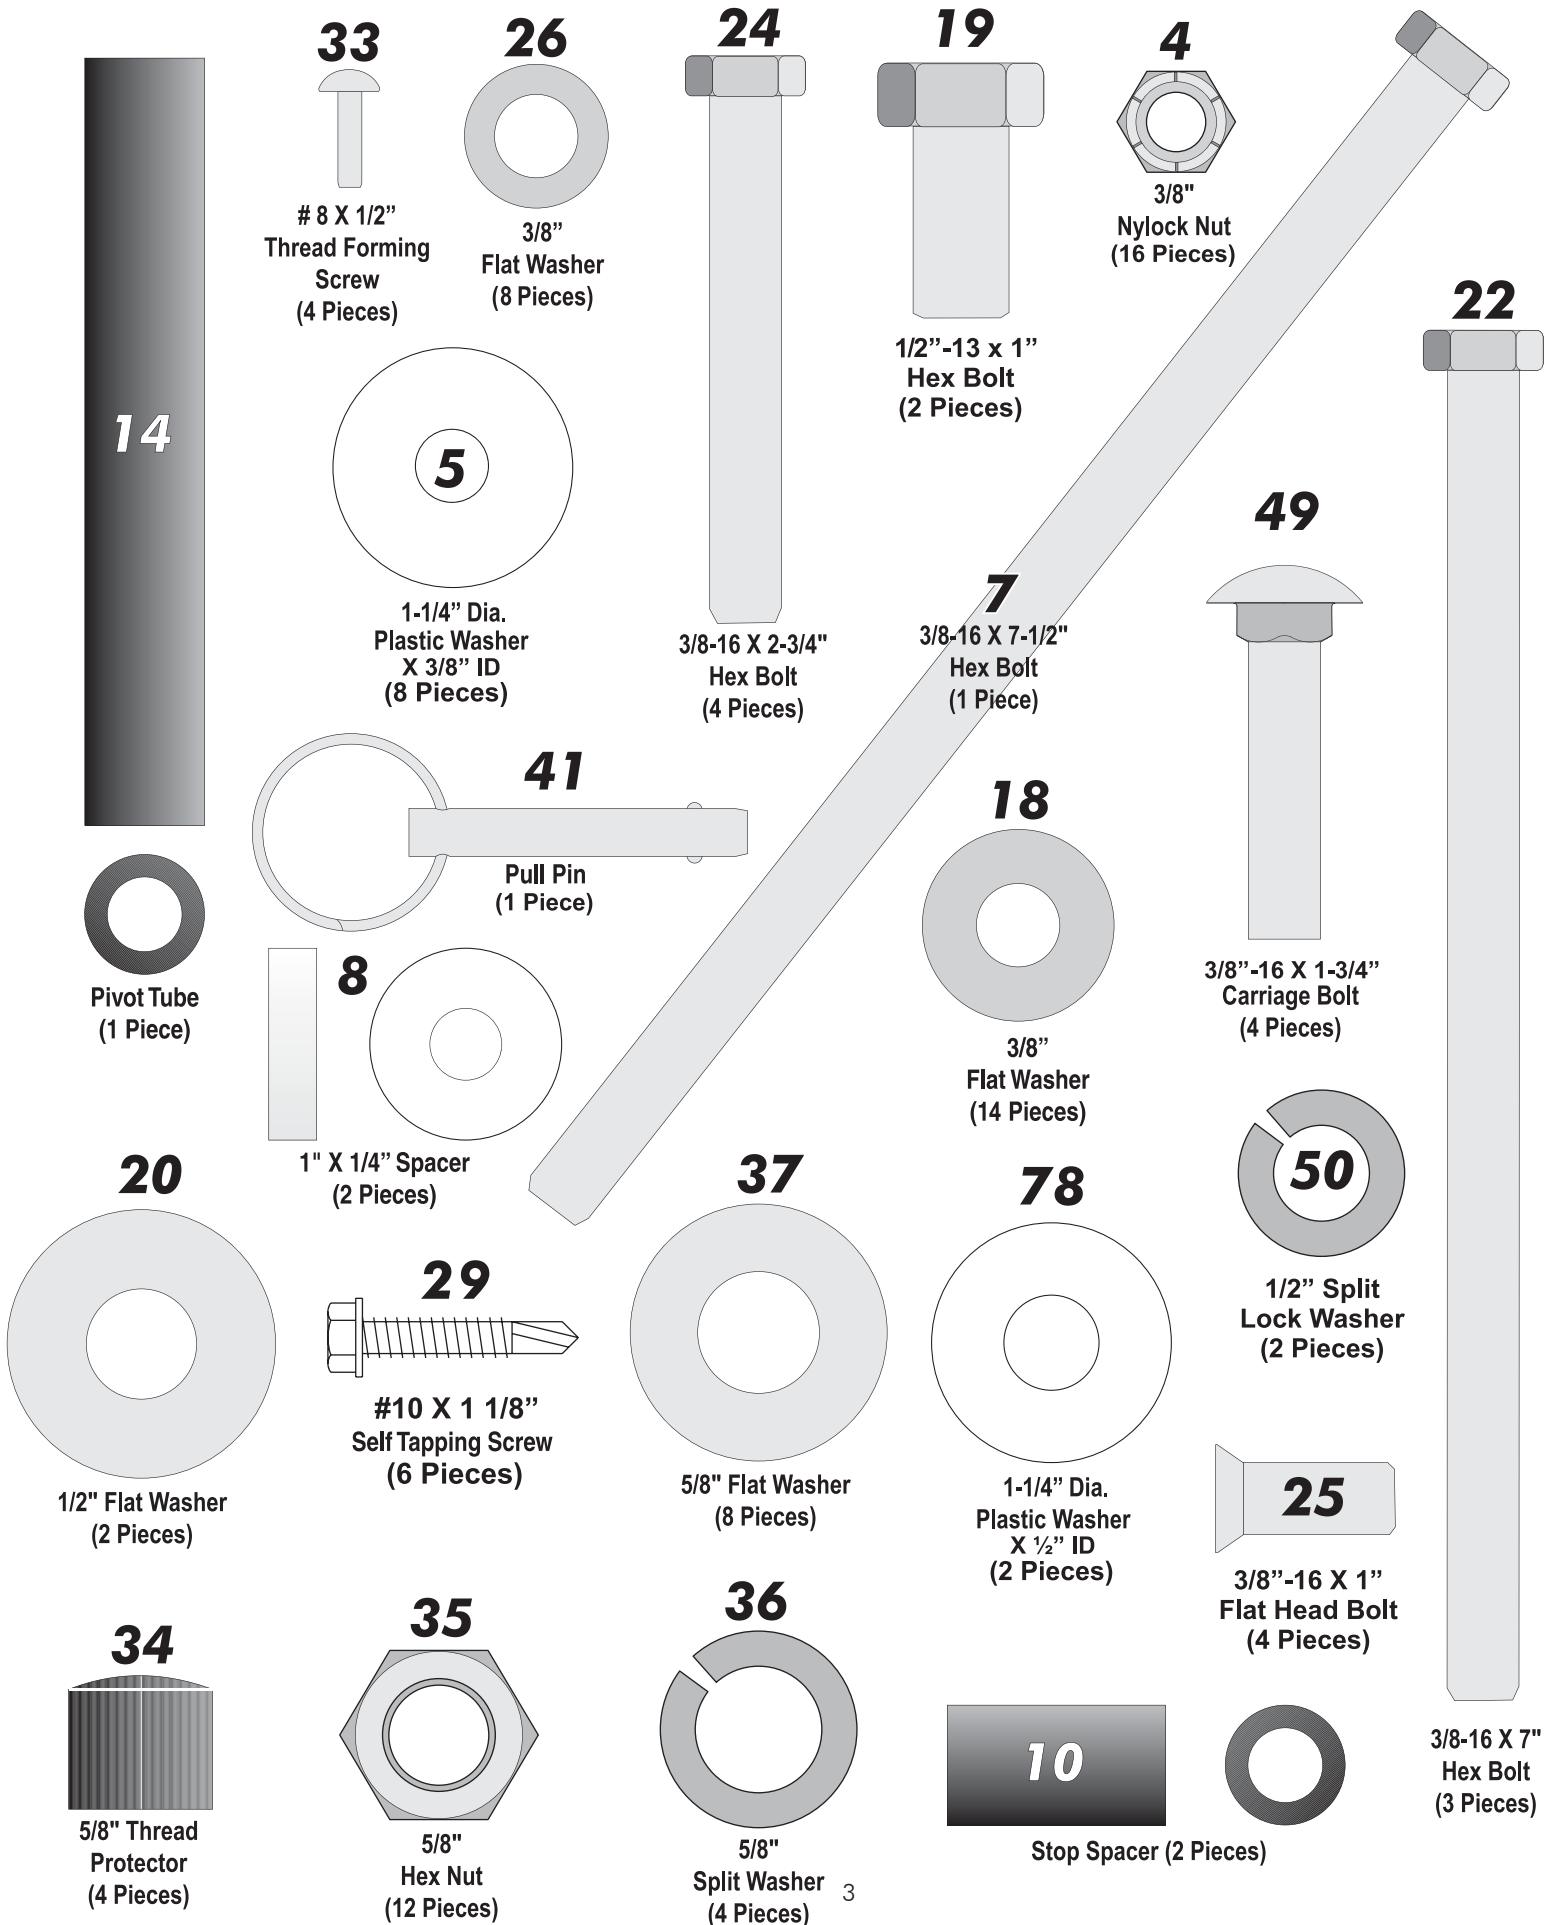 33
# 8 X 1/2”
Thread Forming
Screw
(4 Pieces)
26
3/8”
Flat Washer
(8 Pieces)
24
3/8-16 X 2-3/4"
Hex Bolt
(4 Pieces)
19
1/2”-13 x 1”
Hex Bolt
(2 Pieces)
4
3/8"
Nylock Nut
(16 Pieces)
14
Pivot Tube
(1 Piece)
5
1-1/4” Dia.
Plastic Washer
X 3/8” ID
(8 Pieces)
7
3/8-16 X 7-1/2"
Hex Bolt
(1 Piece)
22
3/8-16 X 7"
Hex Bolt
(3 Pieces)
49
3/8”-16 X 1-3/4”
Carriage Bolt
(4 Pieces)
41
Pull Pin
(1 Piece)
18
3/8”
Flat Washer
(14 Pieces)
8
1" X 1/4” Spacer
(2 Pieces)
20
1/2" Flat Washer
(2 Pieces)
29
#10 X 1 1/8”
Self Tapping Screw
(6 Pieces)
37
5/8" Flat Washer
(8 Pieces)
78
1-1/4” Dia.
Plastic Washer
X ½” ID
(2 Pieces)
50
1/2” Split
Lock Washer
(2 Pieces)
25
3/8”-16 X 1”
Flat Head Bolt
(4 Pieces)
34
5/8" Thread
Protector
(4 Pieces)
35
5/8"
Hex Nut
(12 Pieces)
36
5/8"
Split Washer
(4 Pieces)
10
Stop Spacer (2 Pieces)
3